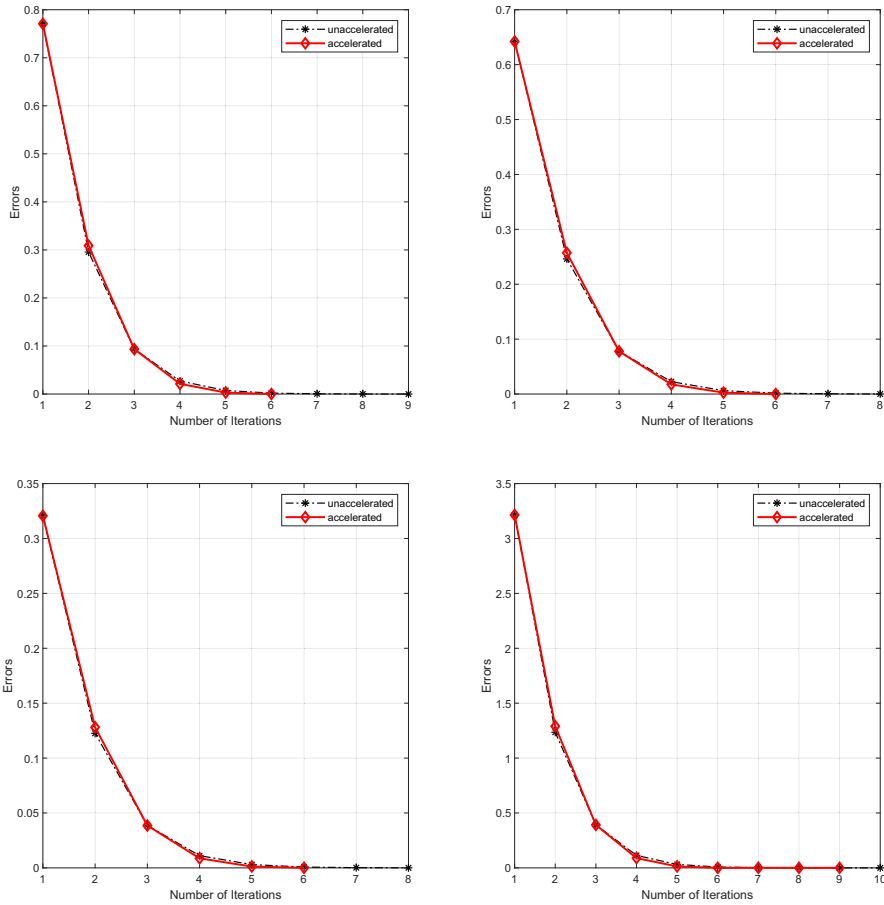 0.8
0.7
0.6
0.5
0.4
0.3
0.2
0.1
0
Errors
unaccelerated
accelerated
1 2 3 4 5 6 7 8 9
Number of Iterations
0.7
0.6
0.5
0.4
0.3
0.2
0.1
0
Errors
unaccelerated
accelerated
1 2 3 4 5 6 7 8
Number of Iterations
0.35
0.3
0.25
0.2
0.15
0.1
0.05
0
Errors
unaccelerated
accelerated
1 2 3 4 5 6 7 8
Number of Iterations
3.5
3
2.5
2
1.5
1
0.5
0
Errors
unaccelerated
accelerated
1 2 3 4 5 6 7 8 9 10
Number of Iterations